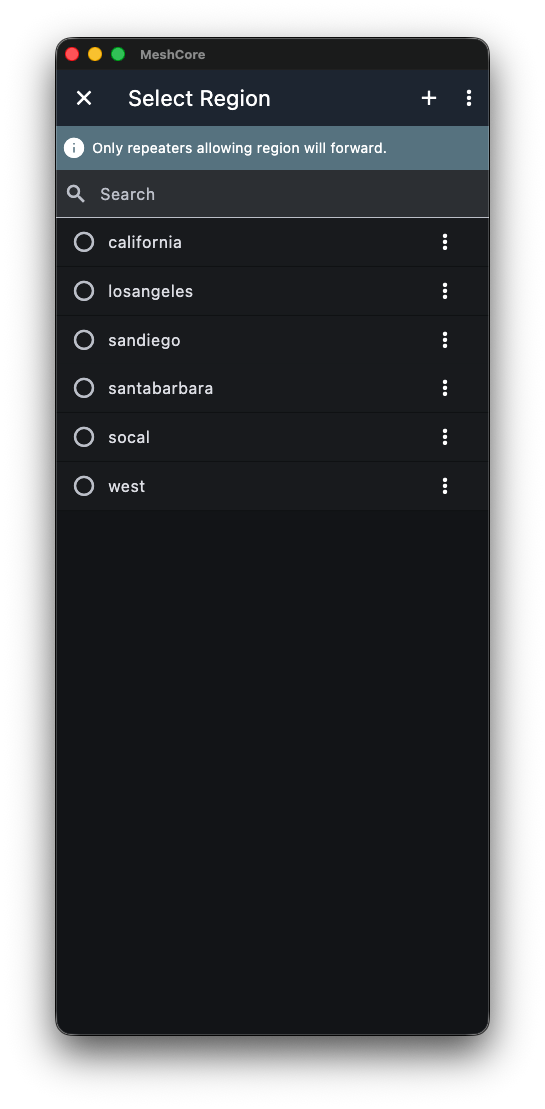 MeshCore
Select Region
Only repeaters allowing region will forward.
Search
california
losangeles
sandiego
santabarbara
socal
west